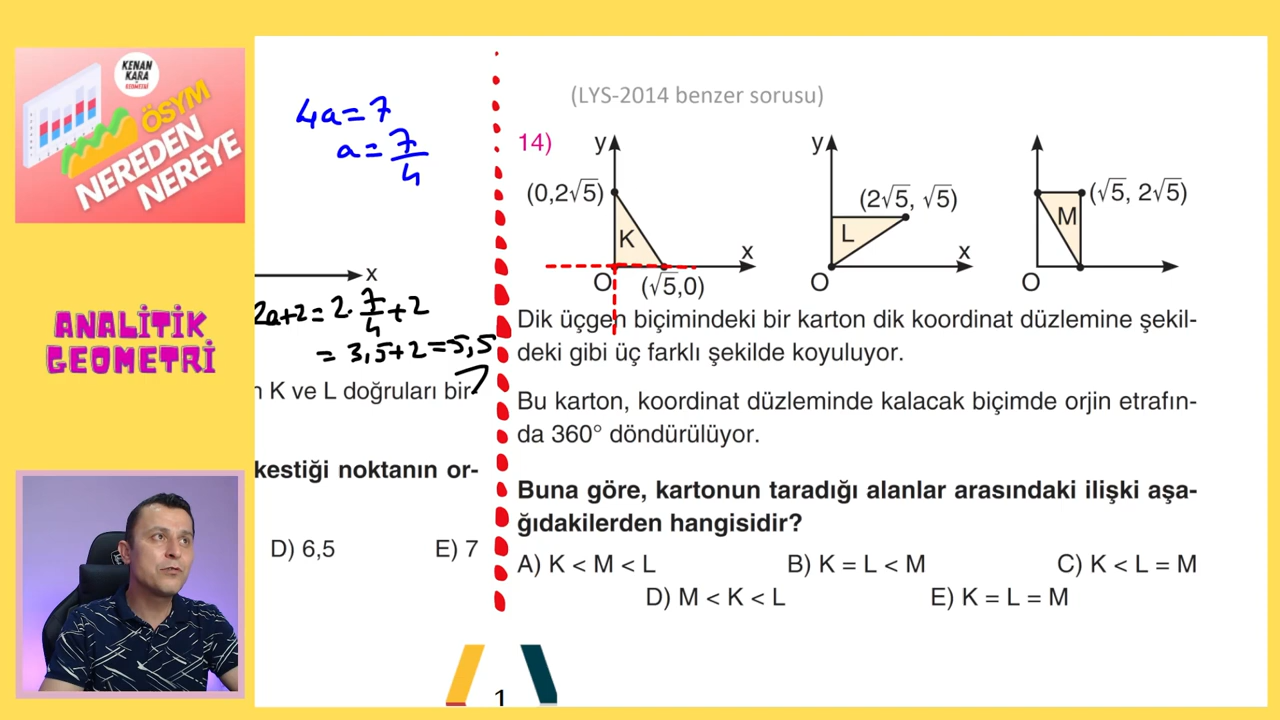 KENAN
KARA
GEOMETRİ
ÖSYM
NEREDEN
NEREYE
ANALİTİK
GEOMETRİ
4a=7
a=7/4
x
2a+2=2·7/4+2
=3,5+2=5,5
n K ve L doğruları bir
kestiği noktanın or-
D) 6,5 E) 7
(LYS-2014 benzer sorusu)
14)
y
(0,2√5)
K
x
O
(√5,0)
y
(2√5, √5)
L
x
O
(√5, 2√5)
M
O
Dik üçgen biçimindeki bir karton dik koordinat düzlemine şekil-
deki gibi üç farklı şekilde koyuluyor.
Bu karton, koordinat düzleminde kalacak biçimde orjin etrafın-
da 360° döndürülüyor.
Buna göre, kartonun taradığı alanlar arasındaki ilişki aşa-
ğıdakilerden hangisidir?
A) K < M < L B) K = L < M C) K < L = M
D) M < K < L E) K = L = M
1